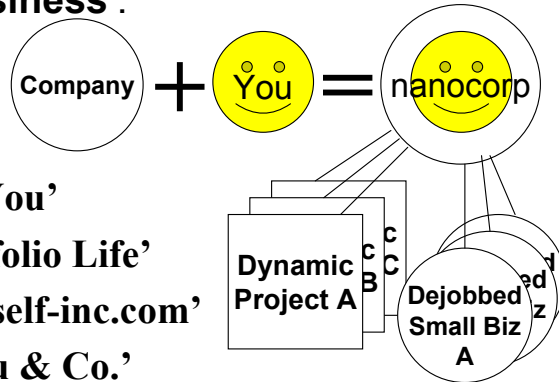 siness’.
Company + You = nanocorp
You’
folio Life’
self-inc.com’
u & Co.’
Dynamic
Project A
c
B
c
C
Dejobbed
Small Biz
A
ed
z
d